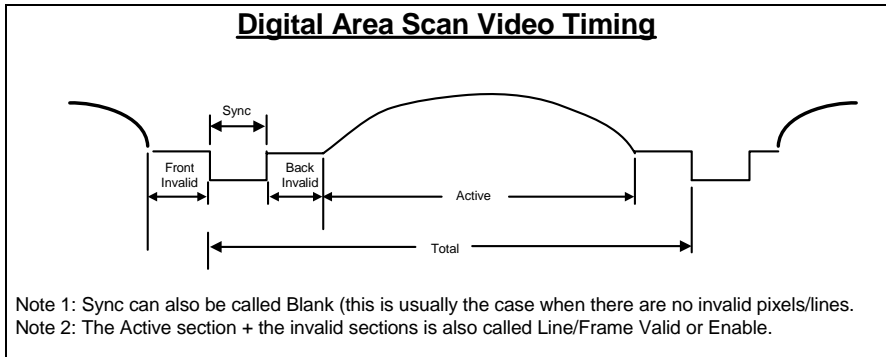 Digital Area Scan Video Timing
Sync
Front
Invalid
Back
Invalid
Active
Total
Note 1: Sync can also be called Blank (this is usually the case when there are no invalid pixels/lines.
Note 2: The Active section + the invalid sections is also called Line/Frame Valid or Enable.